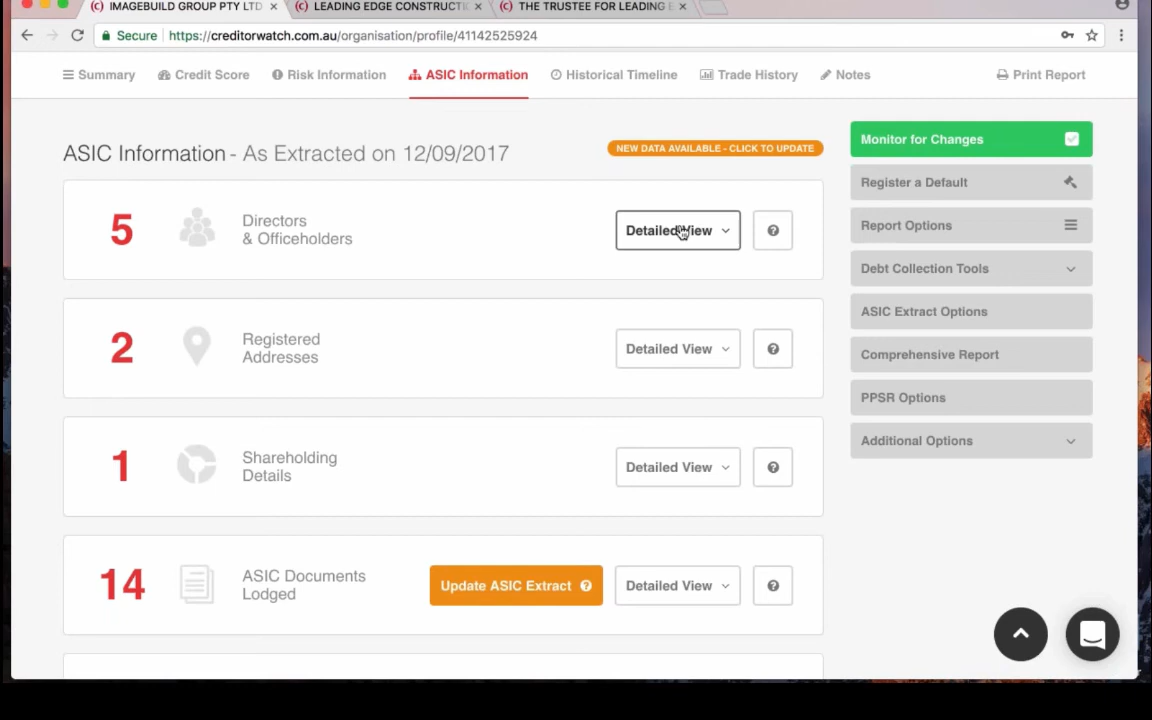 IMAGEBUILD GROUP PTY LTD
LEADING EDGE CONSTRUCTI
THE TRUSTEE FOR LEADING E
Secure https://creditorwatch.com.au/organisation/profile/41142525924
Summary Credit Score Risk Information ASIC Information Historical Timeline Trade History Notes Print Report
ASIC Information - As Extracted on 12/09/2017
NEW DATA AVAILABLE - CLICK TO UPDATE
5
Directors
& Officeholders
Detailed View
2
Registered
Addresses
Detailed View
1
Shareholding
Details
Detailed View
14
ASIC Documents
Lodged
Update ASIC Extract
Detailed View
Monitor for Changes
Register a Default
Report Options
Debt Collection Tools
ASIC Extract Options
Comprehensive Report
PPSR Options
Additional Options